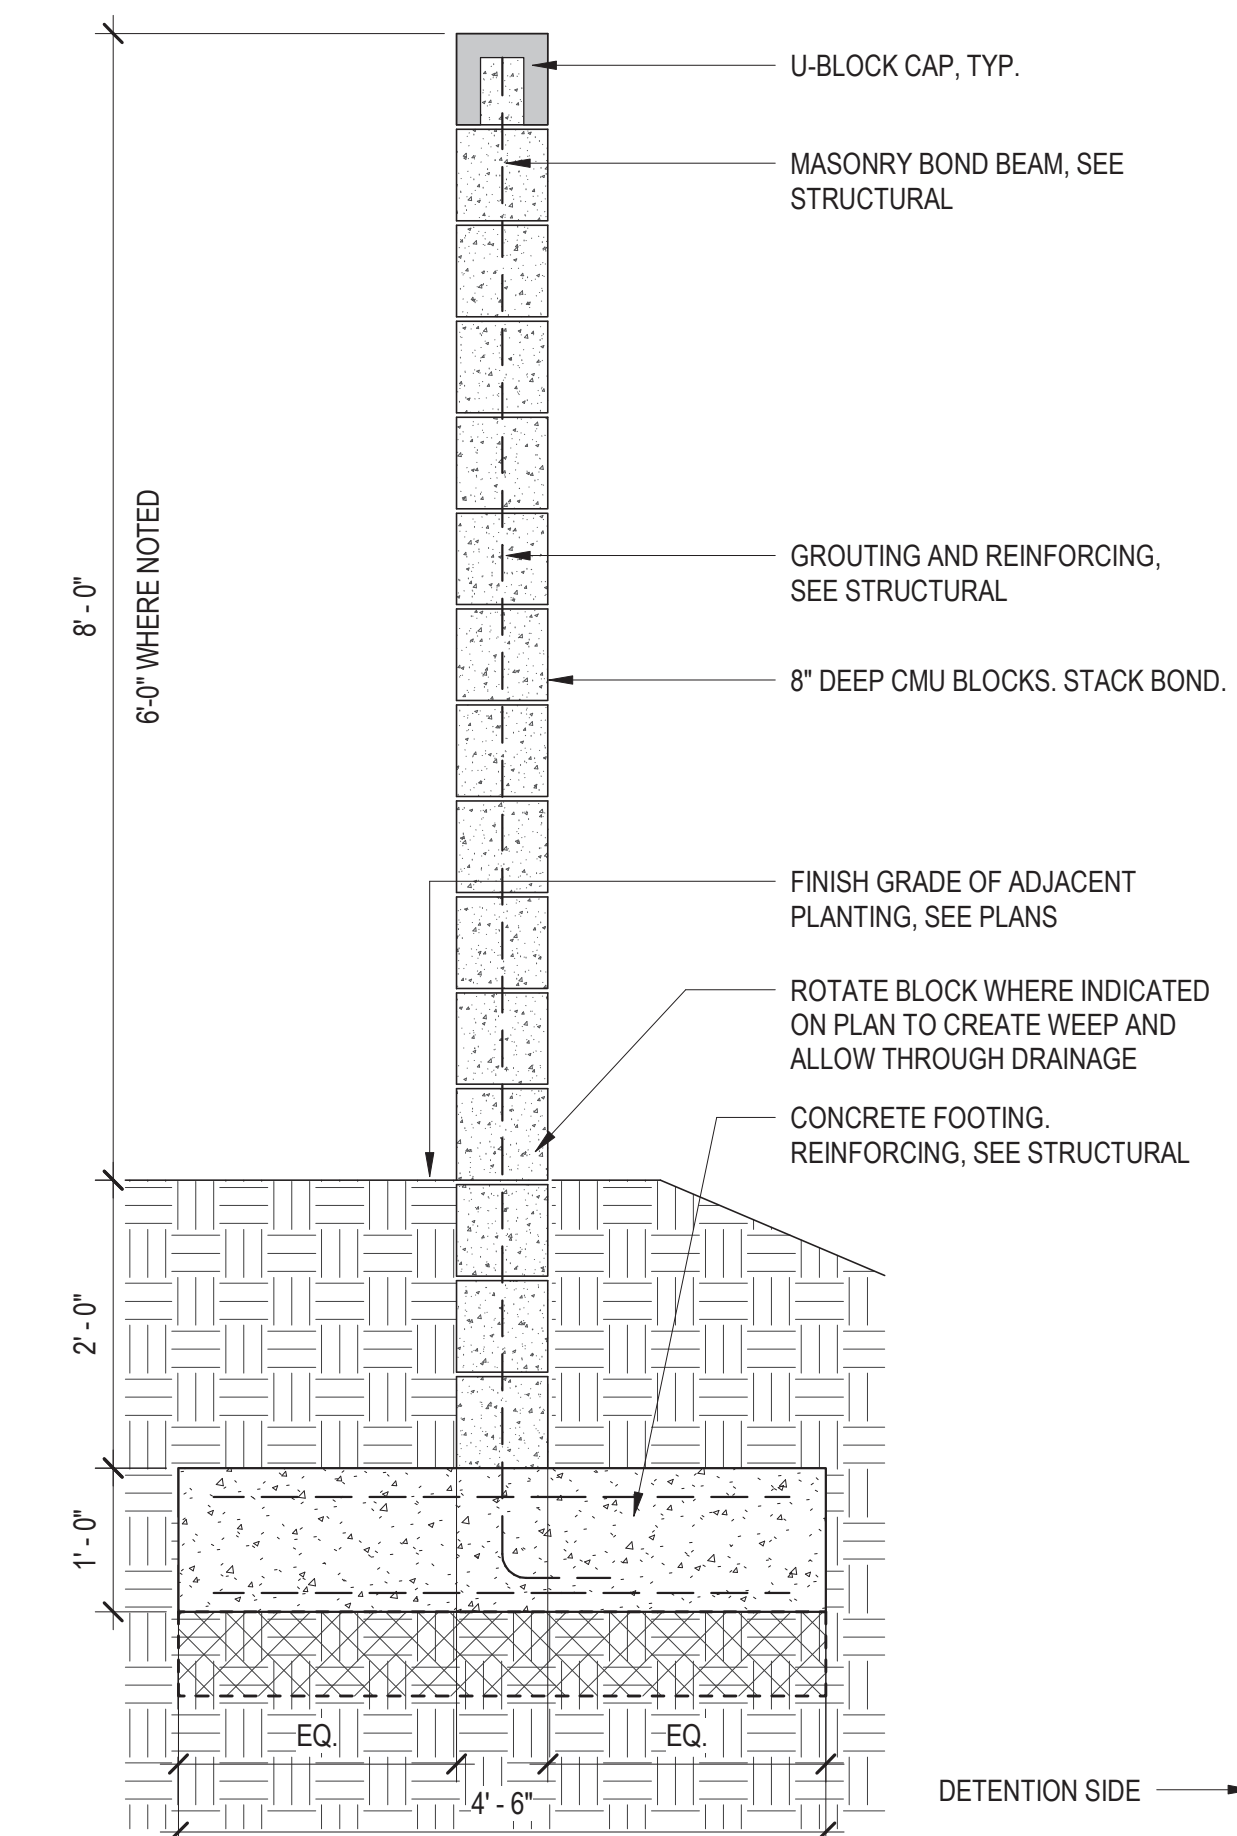 U-BLOCK CAP, TYP.
MASONRY BOND BEAM, SEE
STRUCTURAL
8' - 0"
6'-0" WHERE NOTED
GROUTING AND REINFORCING,
SEE STRUCTURAL
8" DEEP CMU BLOCKS. STACK BOND.
FINISH GRADE OF ADJACENT
PLANTING, SEE PLANS
ROTATE BLOCK WHERE INDICATED
ON PLAN TO CREATE WEEP AND
ALLOW THROUGH DRAINAGE
CONCRETE FOOTING.
REINFORCING, SEE STRUCTURAL
2' - 0"
1' - 0"
EQ.
EQ.
4' - 6"
DETENTION SIDE